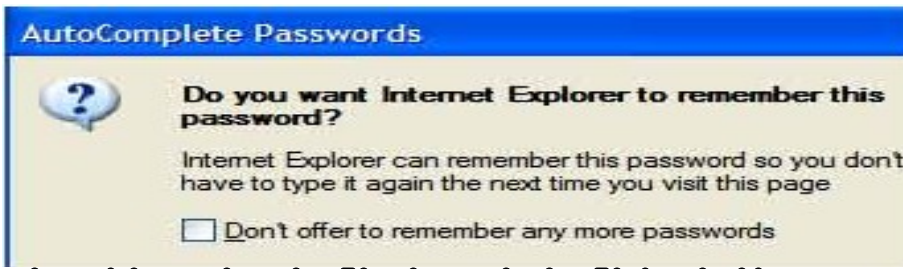 AutoComplete Passwords
Do you want Internet Explorer to remember this
password?
Internet Explorer can remember this password so you don't
have to type it again the next time you visit this page
Don't offer to remember any more passwords